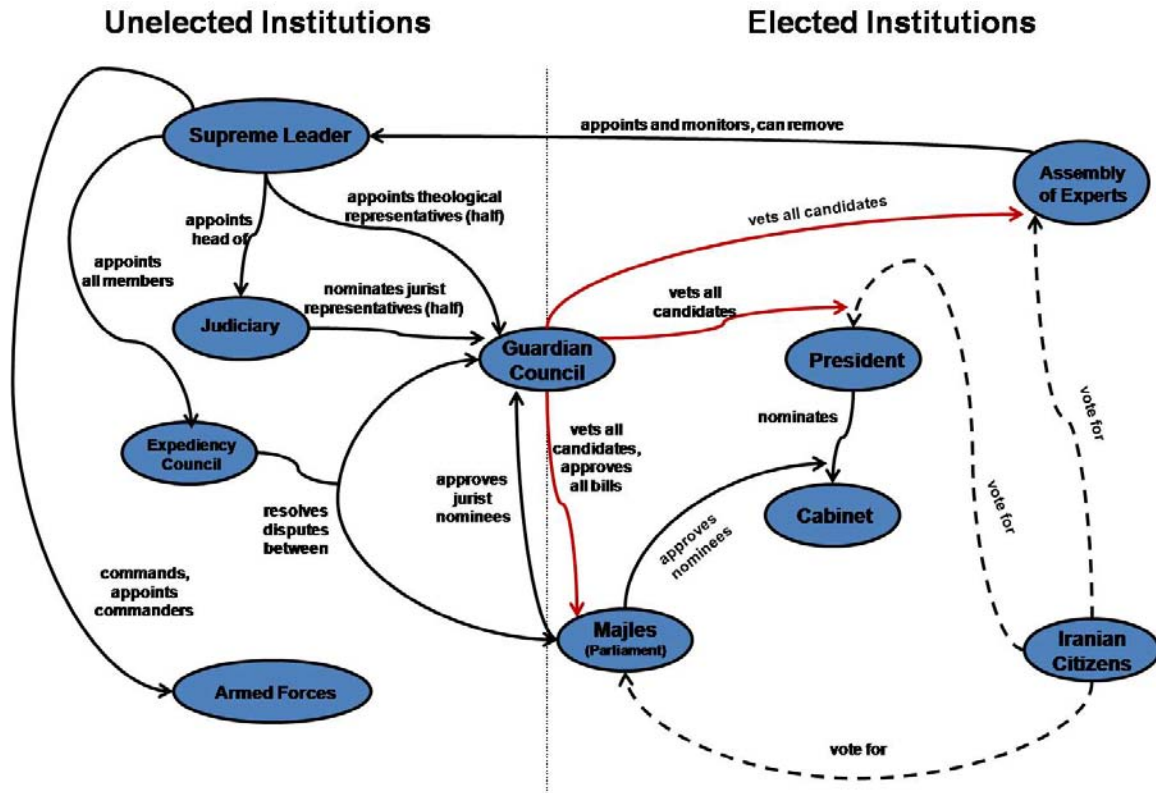 Unelected Institutions
Elected Institutions
Supreme Leader
appoints and monitors, can remove
Assembly
of Experts
appoints theological
representatives (half)
vets all candidates
appoints
head of
appoints
all members
nominates jurist
representatives (half)
vets all
candidates
Judiciary
Guardian
Council
President
vote for
nominates
Expediency
Council
vets all
candidates,
approves
all bills
approves
jurist
nominees
resolves
disputes
between
Cabinet
vote for
approves
nominees
commands,
appoints
commanders
Majles
(Parliament)
Iranian
Citizens
Armed Forces
vote for